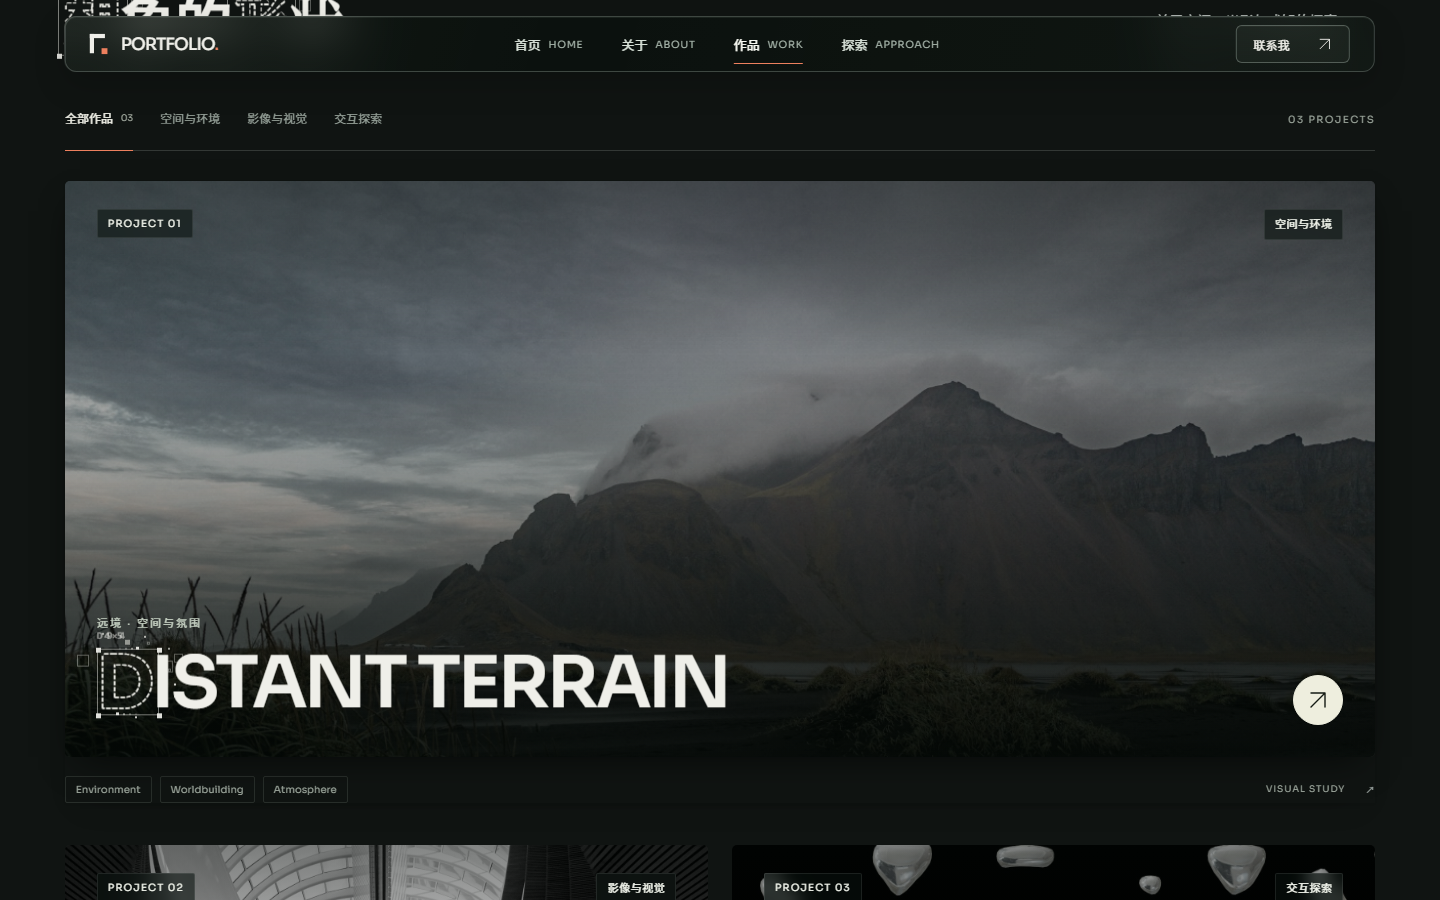 PORTFOLIO.
首页 HOME
关于 ABOUT
作品 WORK
探索 APPROACH
联系我
全部作品 03
空间与环境
影像与视觉
交互探索
03 PROJECTS
PROJECT 01
空间与环境
远境 · 空间与氛围
DISTANT TERRAIN
Environment
Worldbuilding
Atmosphere
VISUAL STUDY ↗
PROJECT 02
影像与视觉
PROJECT 03
交互探索